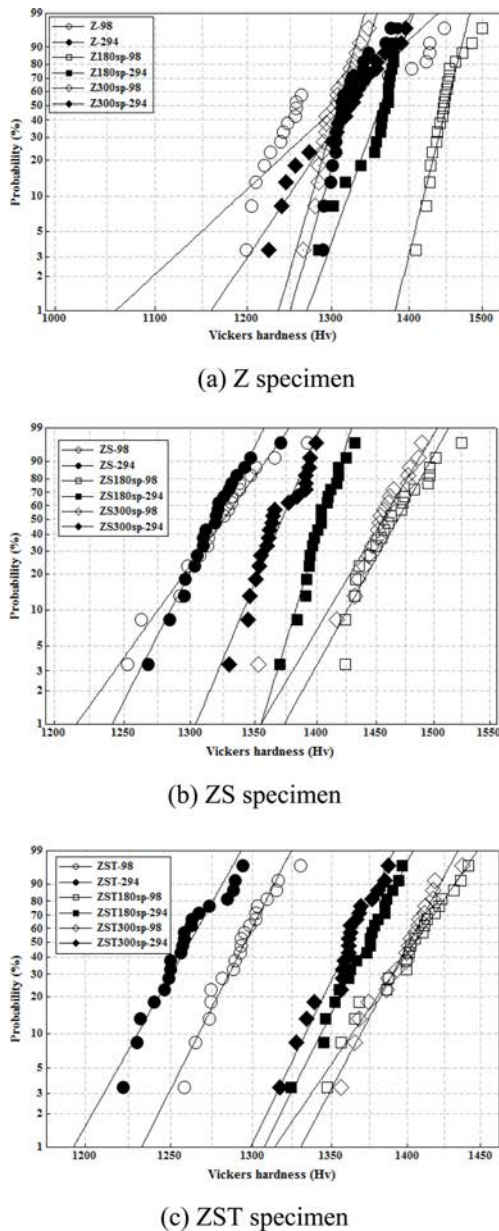 99
90
80
70
60
50
40
30
20
10
5
3
2
1
Probability (%)
Z-98
Z-294
Z180sp-98
Z180sp-294
Z300sp-98
Z300sp-294
1000 1100 1200 1300 1400 1500
Vickers hardness (Hv)
(a) Z specimen
99
90
80
70
60
50
40
30
20
10
5
3
2
1
Probability (%)
ZS-98
ZS-294
ZS180sp-98
ZS180sp-294
ZS300sp-98
ZS300sp-294
1200 1250 1300 1350 1400 1450 1500 1550
Vickers hardness (Hv)
(b) ZS specimen
99
90
80
70
60
50
40
30
20
10
5
3
2
1
Probability (%)
ZST-98
ZST-294
ZST180sp-98
ZST180sp-294
ZST300sp-98
ZST300sp-294
1200 1250 1300 1350 1400 1450
Vickers hardness (Hv)
(c) ZST specimen